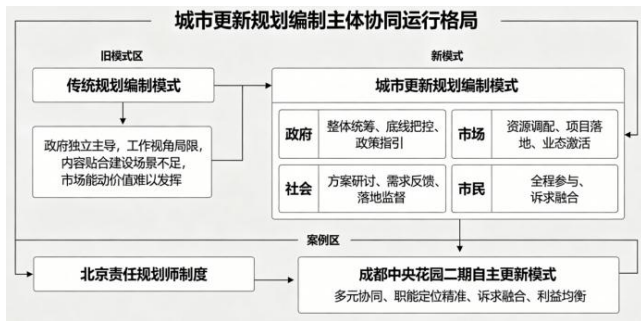 城市更新规划编制主体协同运行格局
旧模式区
传统规划编制模式
政府独立主导，工作视角局限，
内容贴合建设场景不足，
市场能动价值难以发挥
新模式
城市更新规划编制模式
政府
整体统筹、底线把控、
政策指引
市场
资源调配、项目落
地、业态激活
社会
方案研讨、需求反馈、
落地监督
市民
全程参与、
诉求融合
案例区
北京责任规划师制度
成都中央花园二期自主更新模式
多元协同、职能定位精准、诉求融合、利益均衡